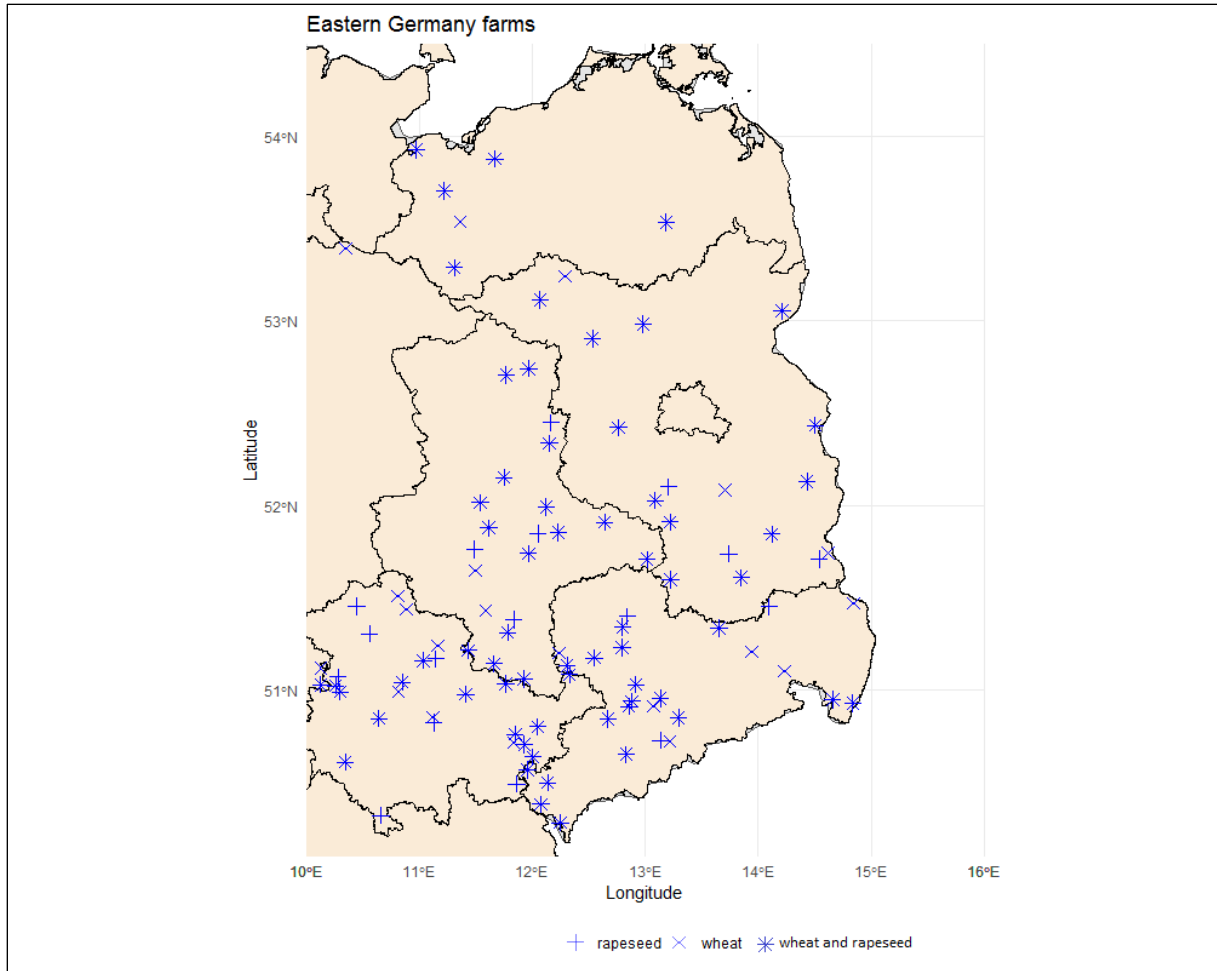 Eastern Germany farms
54°N
53°N
52°N
51°N
Latitude
10°E 11°E 12°E 13°E 14°E 15°E 16°E
Longitude
rapeseed wheat wheat and rapeseed